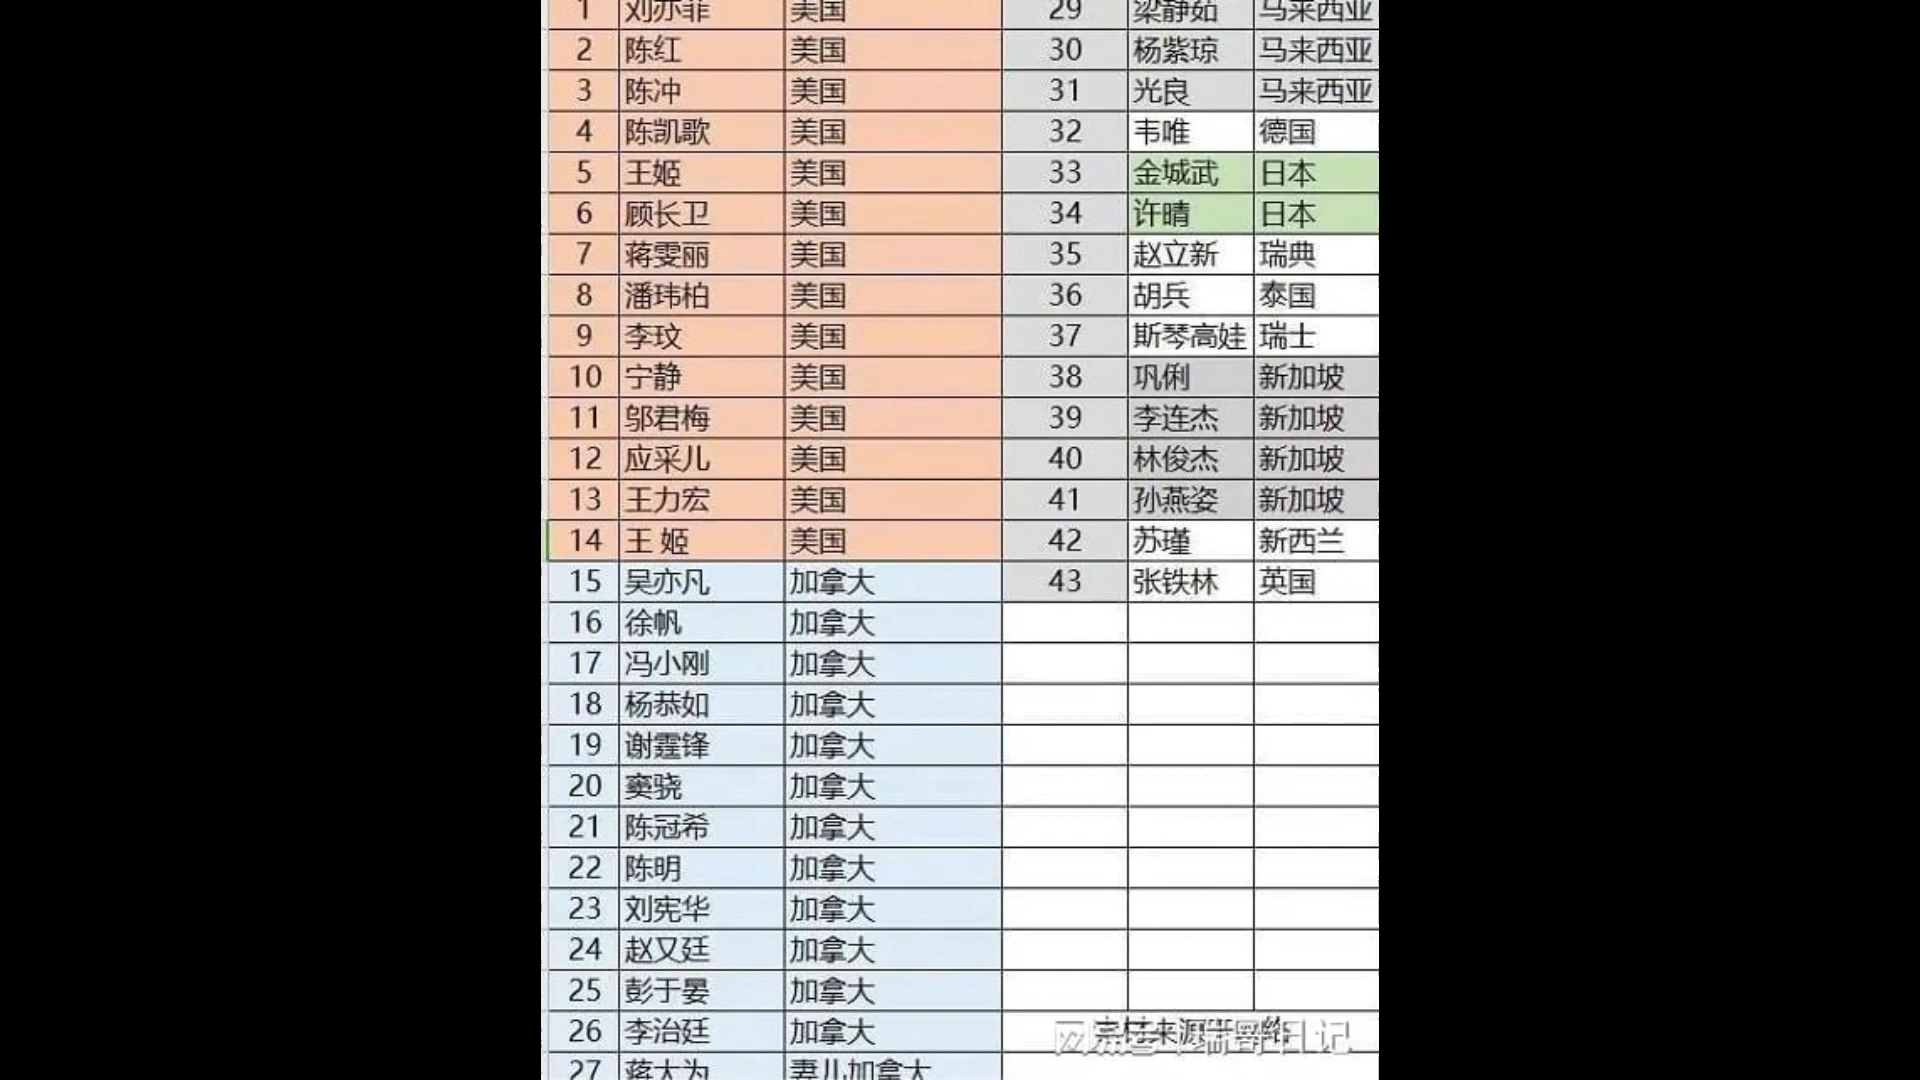 1 刘亦菲 美国 29 梁静茹 马来西亚
2 陈红 美国 30 杨紫琼 马来西亚
3 陈冲 美国 31 光良 马来西亚
4 陈凯歌 美国 32 韦唯 德国
5 王姬 美国 33 金城武 日本
6 顾长卫 美国 34 许晴 日本
7 蒋雯丽 美国 35 赵立新 瑞典
8 潘玮柏 美国 36 胡兵 泰国
9 李玟 美国 37 斯琴高娃 瑞士
10 宁静 美国 38 巩俐 新加坡
11 邬君梅 美国 39 李连杰 新加坡
12 应采儿 美国 40 林俊杰 新加坡
13 王力宏 美国 41 孙燕姿 新加坡
14 王 姬 美国 42 苏瑾 新西兰
15 吴亦凡 加拿大 43 张铁林 英国
16 徐帆 加拿大
17 冯小刚 加拿大
18 杨恭如 加拿大
19 谢霆锋 加拿大
20 窦骁 加拿大
21 陈冠希 加拿大
22 陈明 加拿大
23 刘宪华 加拿大
24 赵又廷 加拿大
25 彭于晏 加拿大
26 李治廷 加拿大
27 蒋大为 妻儿加拿大